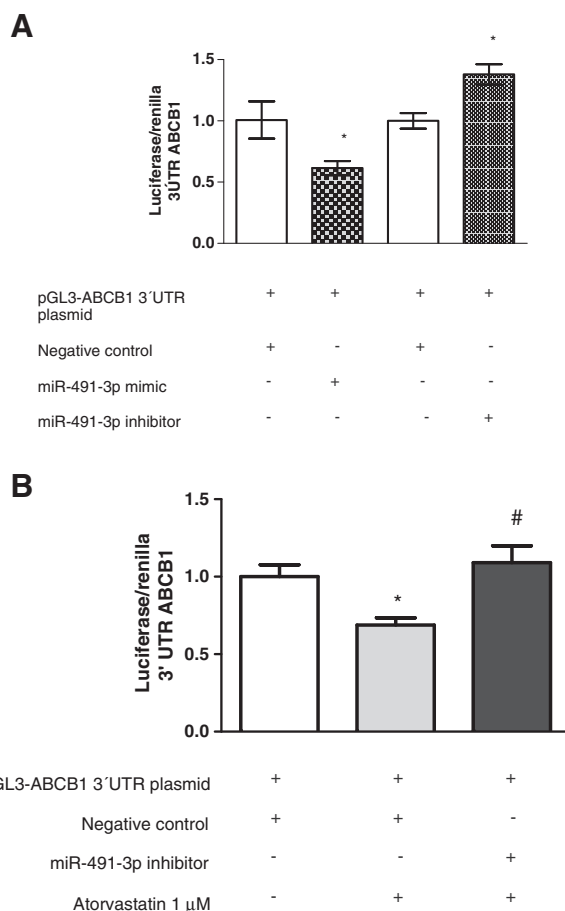 A
*
*
1.5
1.0
0.5
0.0
Luciferase/renilla
3ÚTR ABCB1
pGL3-ABCB1 3´UTR + + + +
plasmid
Negative control + - + -
miR-491-3p mimic - + - -
miR-491-3p inhibitor - - - +
B
1.5
1.0
0.5
0.0
Luciferase/renilla
3' UTR ABCB1
*
#
GL3-ABCB1 3´UTR plasmid + + +
Negative control + + -
miR-491-3p inhibitor - - +
Atorvastatin 1 μM - + +